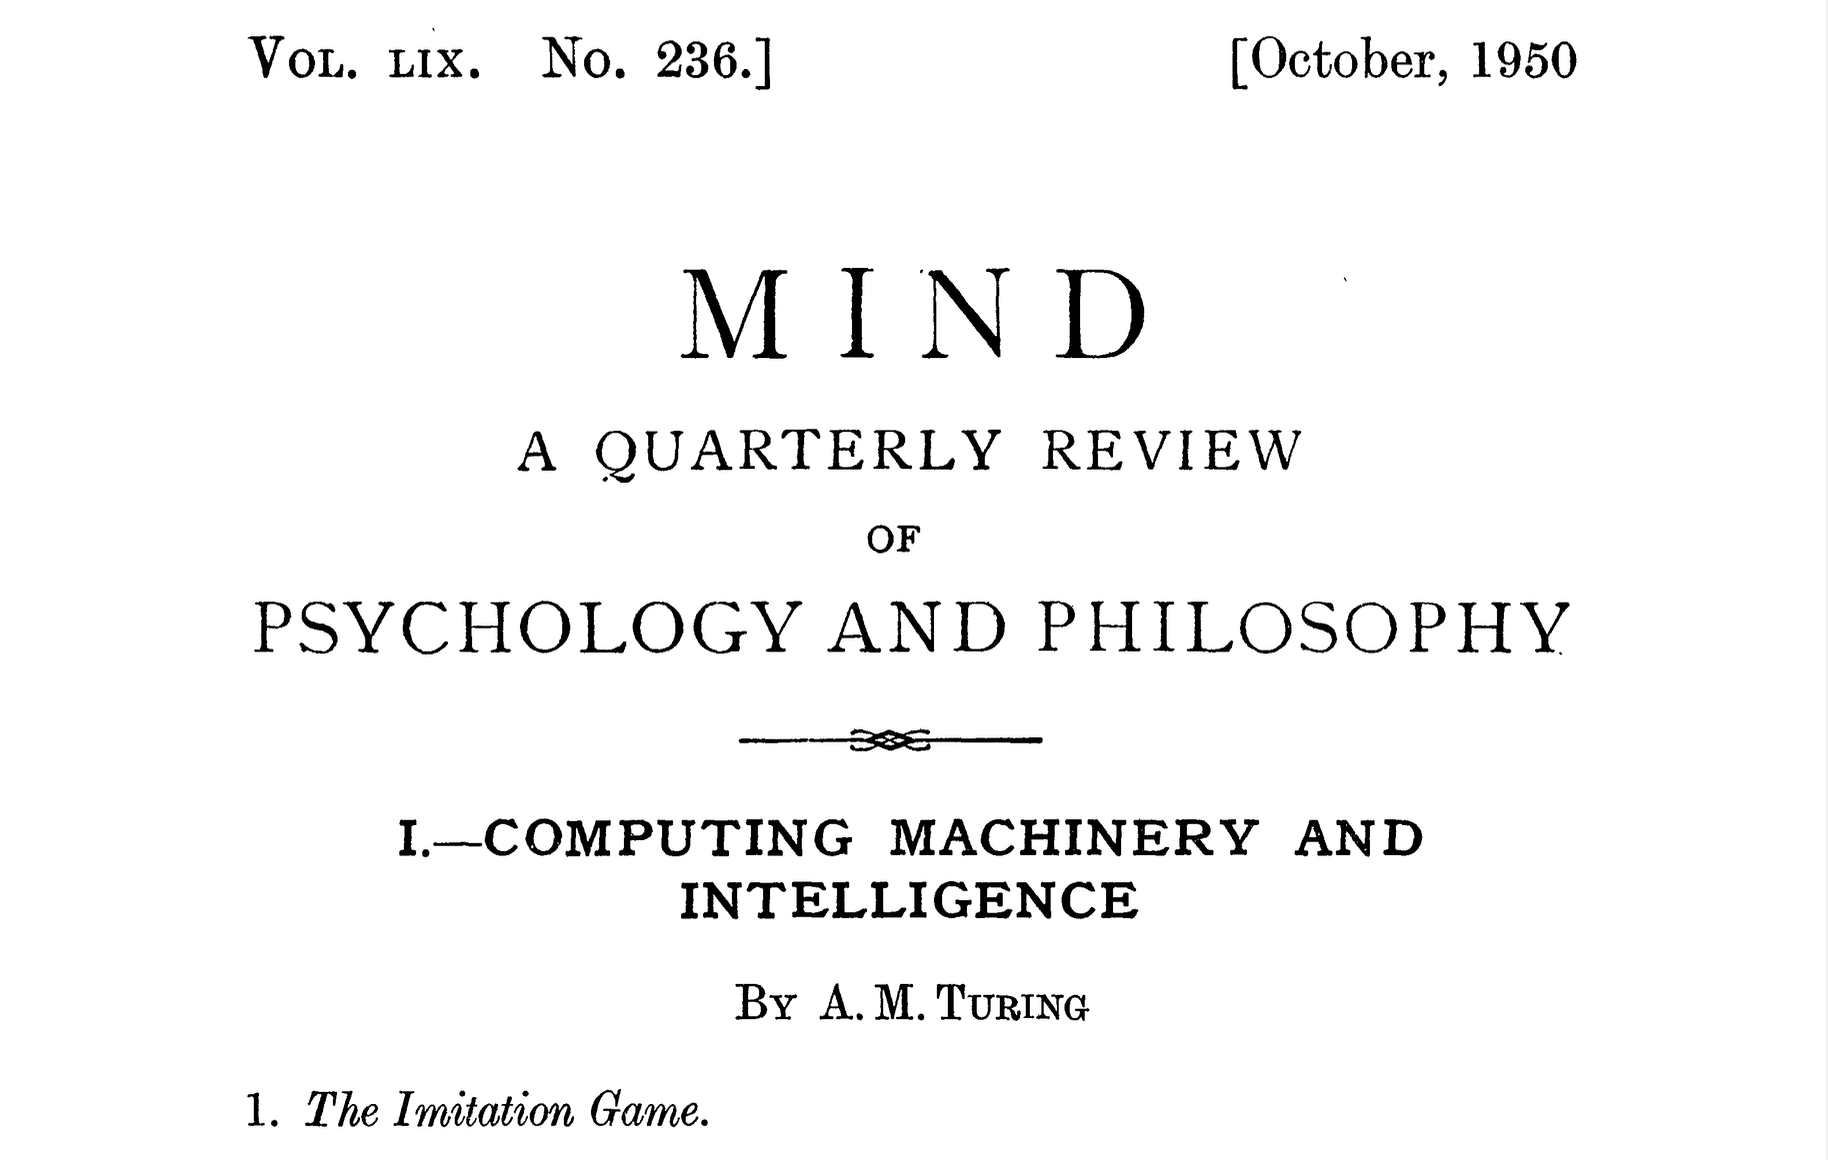 VOL. LIX. No. 236.] [October, 1950
MIND
A QUARTERLY REVIEW
OF
PSYCHOLOGY AND PHILOSOPHY
I.—COMPUTING MACHINERY AND
INTELLIGENCE
BY A. M. TURING
1. The Imitation Game.